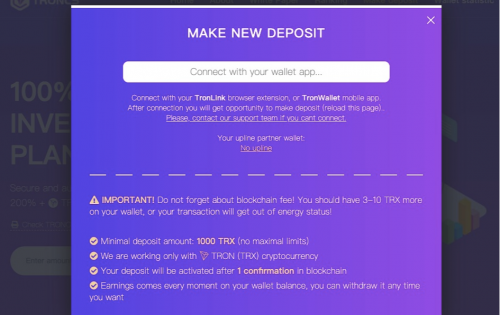 TRON
MAKE NEW DEPOSIT
Connect with your wallet app...
Connect with your TronLink browser extension, or TronWallet mobile app.
After connection you will get opportunity to make deposit (reload this page).
Please, contact our support team if you cant connect.
Your upline partner wallet:
No upline
100%
INVE
PLAN
200% +
IMPORTANT! Do not forget about blockchain fee! You should have 3-10 TRX more
on your wallet, or your transaction will get out of energy status!
Minimal deposit amount: 1000 TRX (no maximal limits)
We are working only with TRON (TRX) cryptocurrency
Your deposit will be activated after 1 confirmation in blockchain
Earnings comes every moment on your wallet balance, you can withdraw it any time
you want